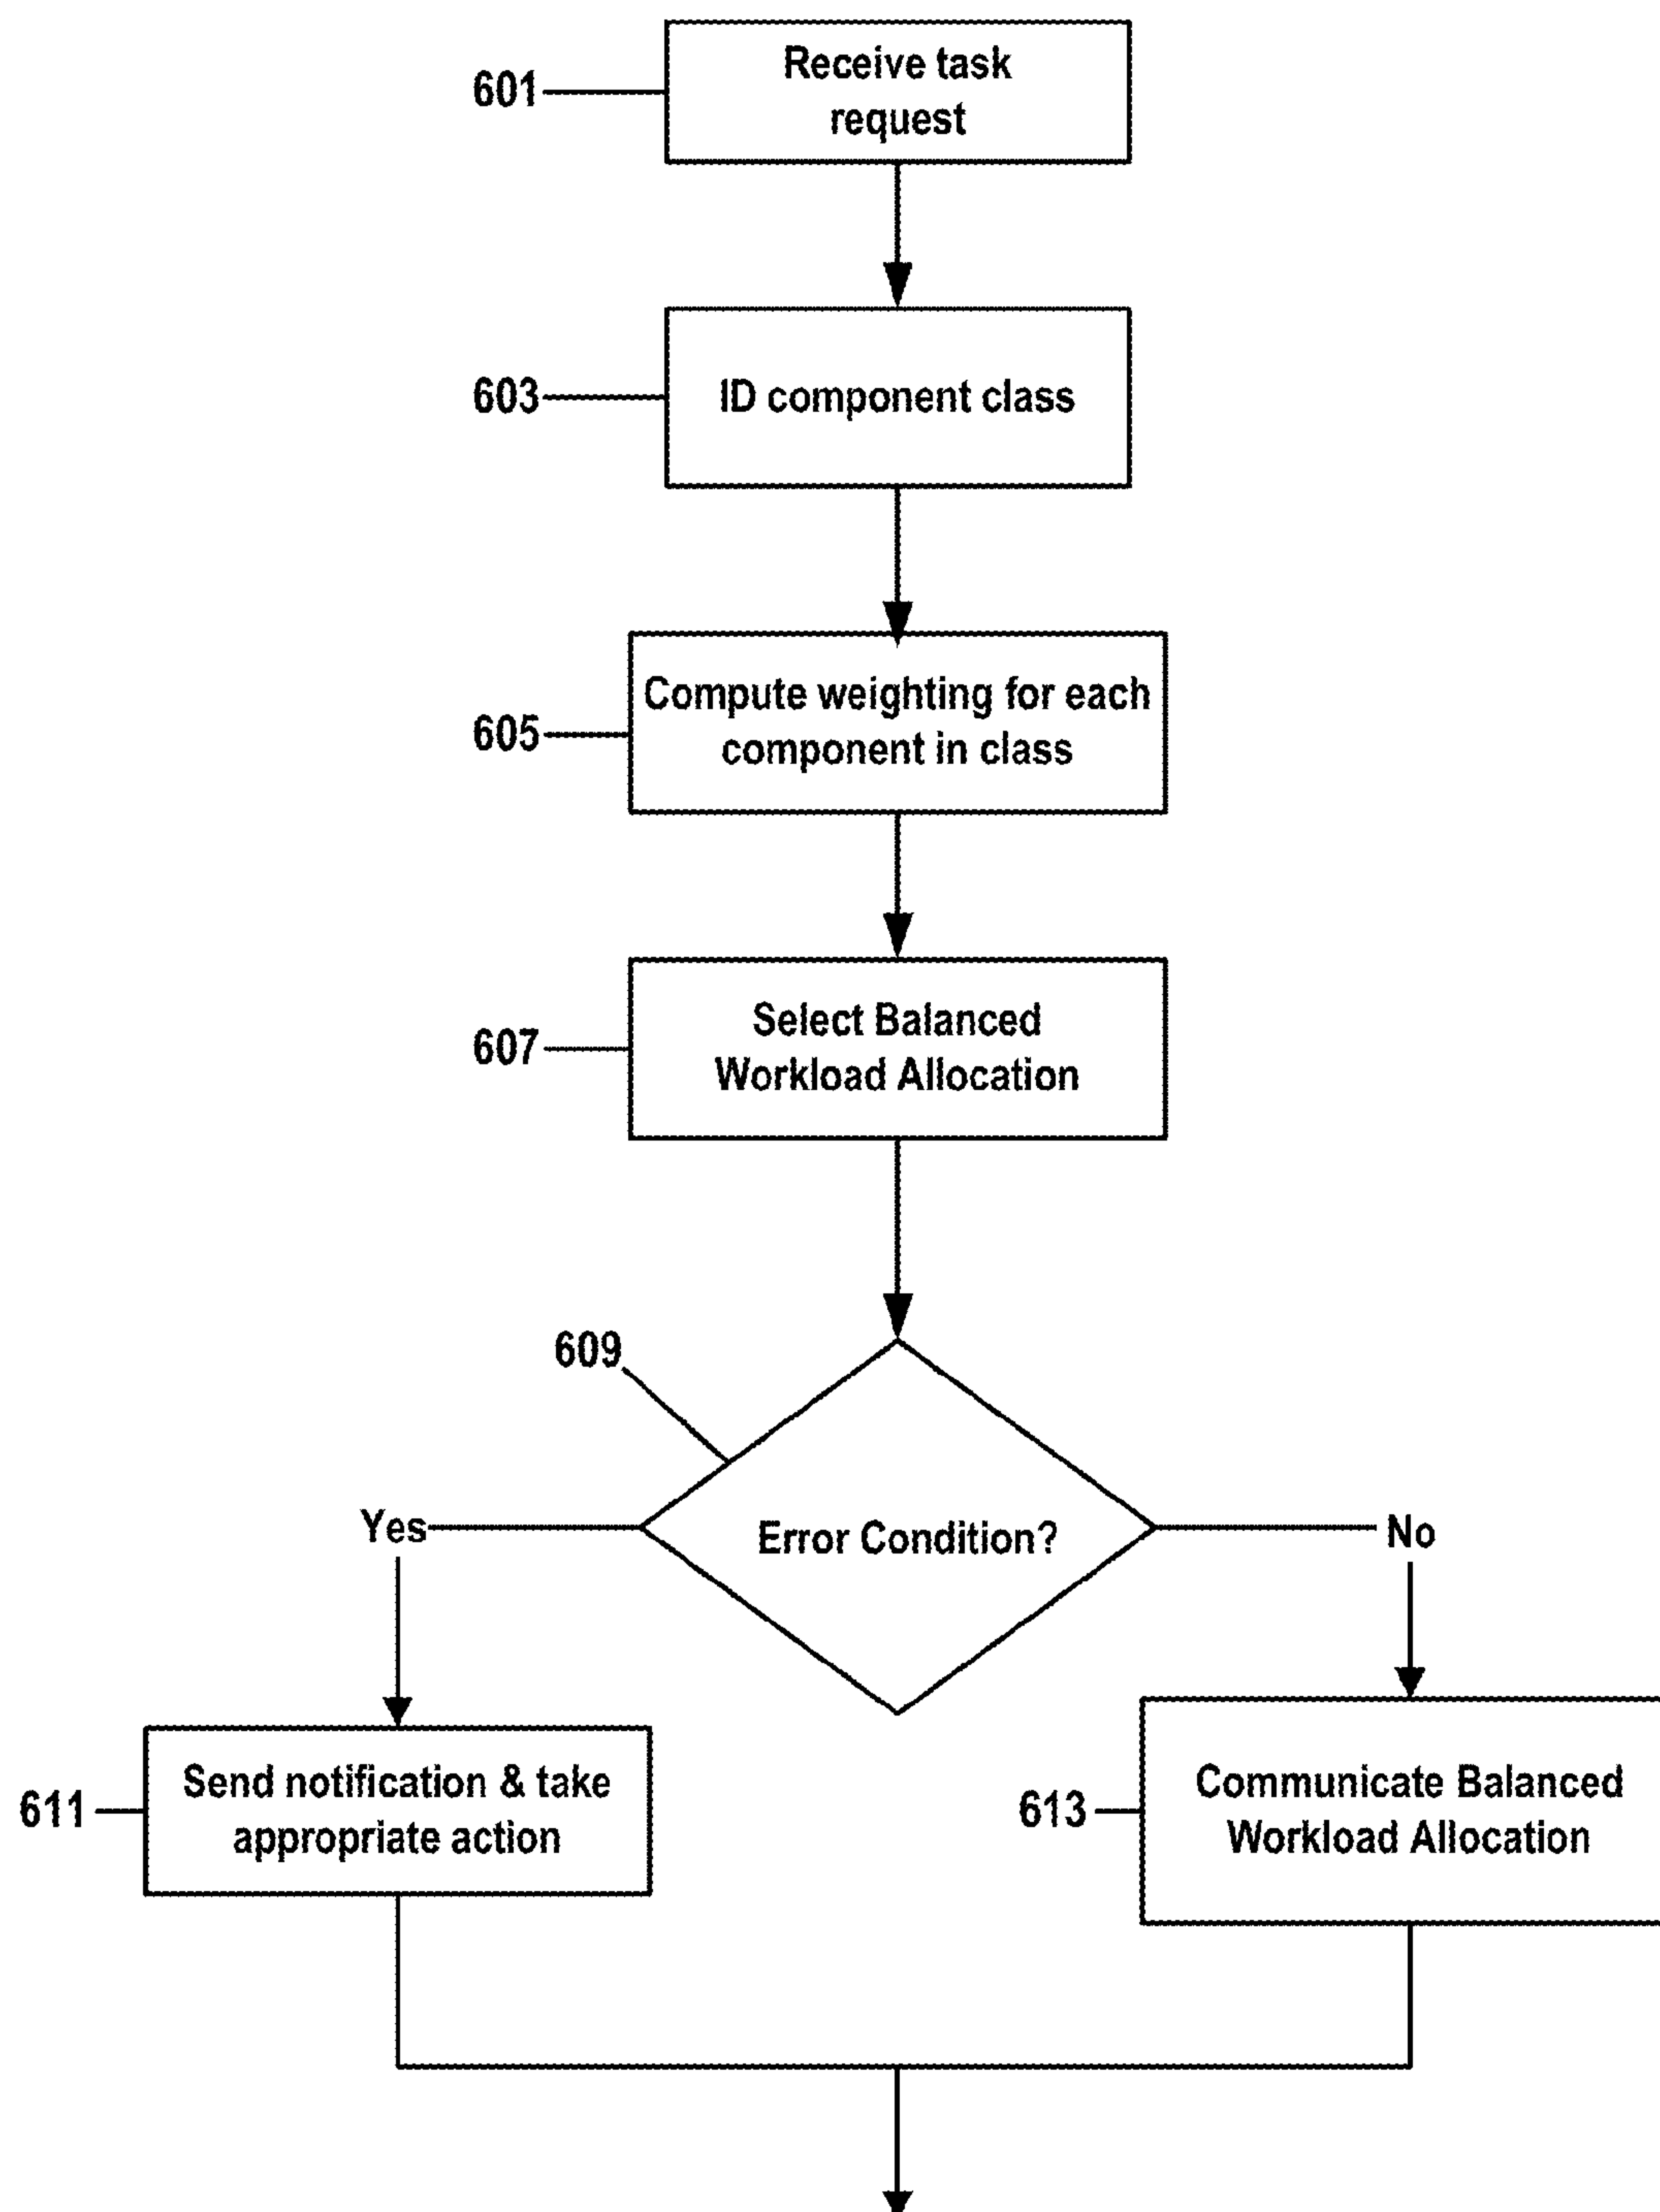 601
Receive task
request
603
ID component class
605
Compute weighting for each
component in class
607
Select Balanced
Workload Allocation
609
Error Condition?
Yes
No
611
Send notification & take
appropriate action
613
Communicate Balanced
Workload Allocation